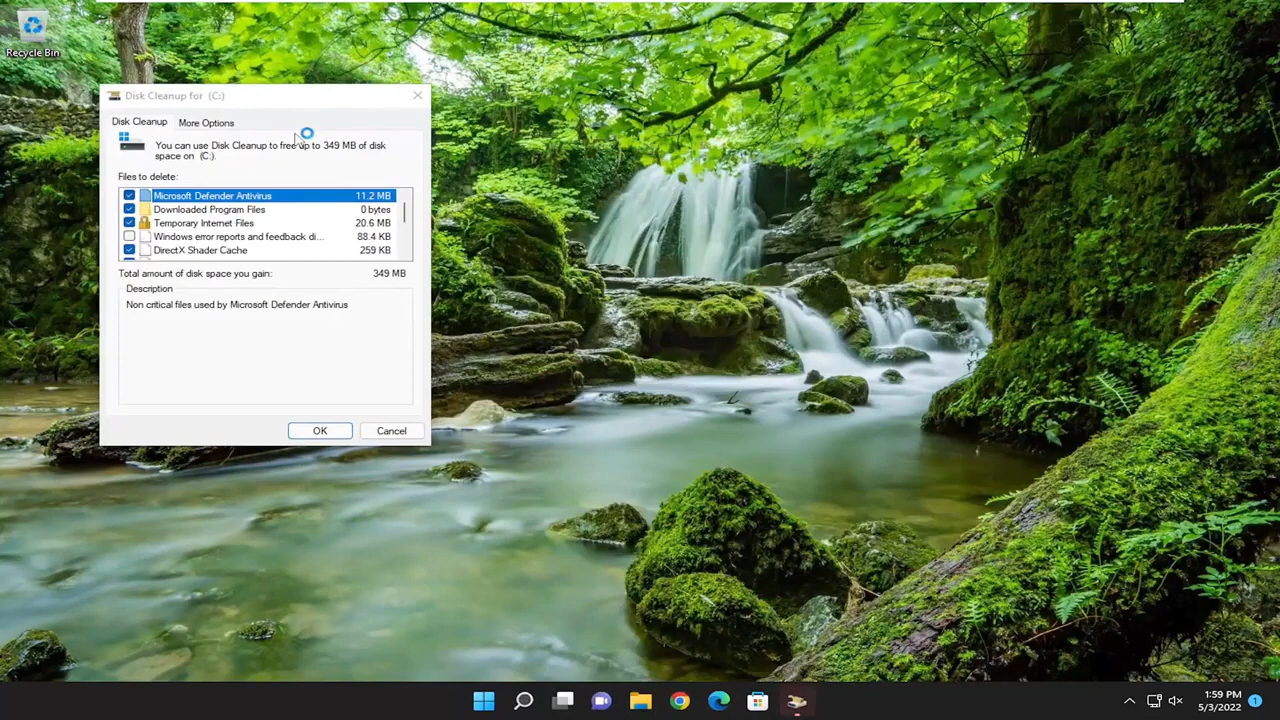 Recycle Bin
Disk Cleanup for (C:)
Disk Cleanup
More Options
You can use Disk Cleanup to free up to 349 MB of disk
space on (C:).
Files to delete:
Microsoft Defender Antivirus 11.2 MB
Downloaded Program Files 0 bytes
Temporary Internet Files 20.6 MB
Windows error reports and feedback di... 88.4 KB
DirectX Shader Cache 259 KB
Total amount of disk space you gain: 349 MB
Description
Non critical files used by Microsoft Defender Antivirus
OK
Cancel
1:59 PM
5/3/2022
1